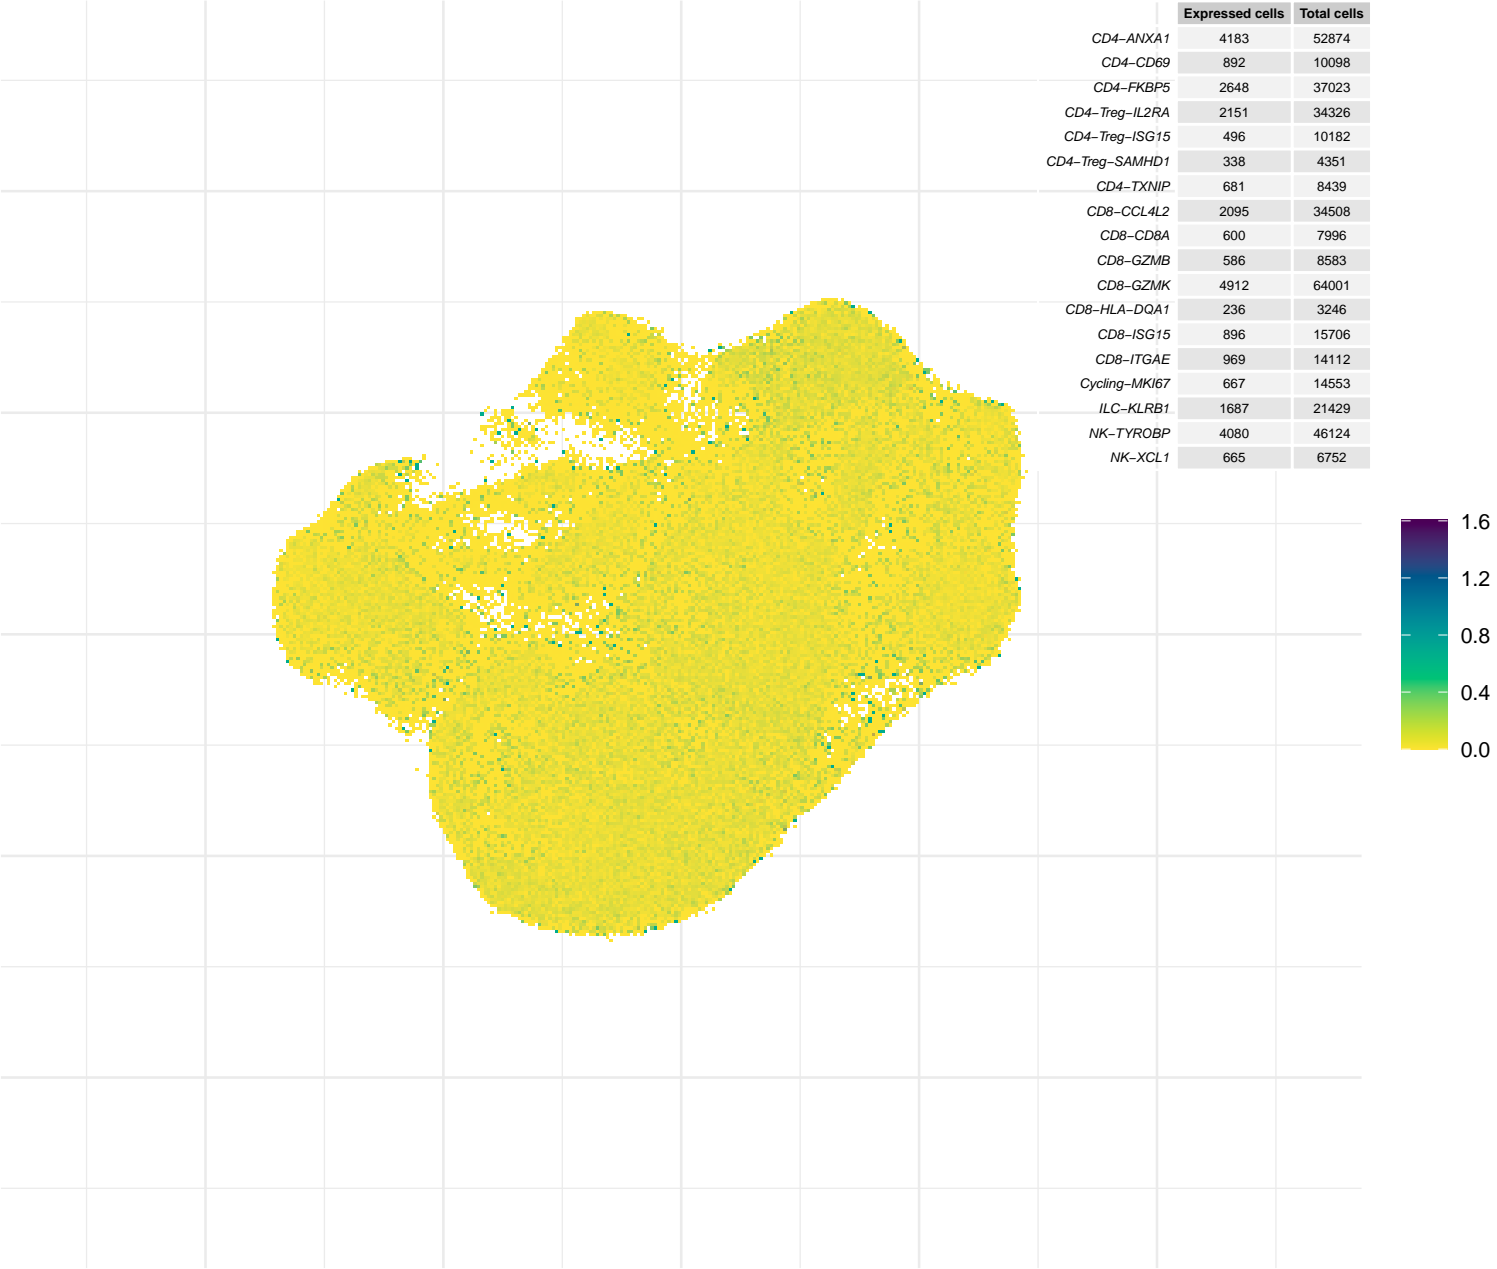 Expressed cells Total cells
CD4−ANXA1 4183 52874
CD4−CD69 892 10098
CD4−FKBP5 2648 37023
CD4−Treg−IL2RA 2151 34326
CD4−Treg−ISG15 496 10182
CD4−Treg−SAMHD1 338 4351
CD4−TXNIP 681 8439
CD8−CCL4L2 2095 34508
CD8−CD8A 600 7996
CD8−GZMB 586 8583
CD8−GZMK 4912 64001
CD8−HLA−DQA1 236 3246
CD8−ISG15 896 15706
CD8−ITGAE 969 14112
Cycling−MKI67 667 14553
ILC−KLRB1 1687 21429
NK−TYROBP 4080 46124
NK−XCL1 665 6752
1.6
1.2
0.8
0.4
0.0